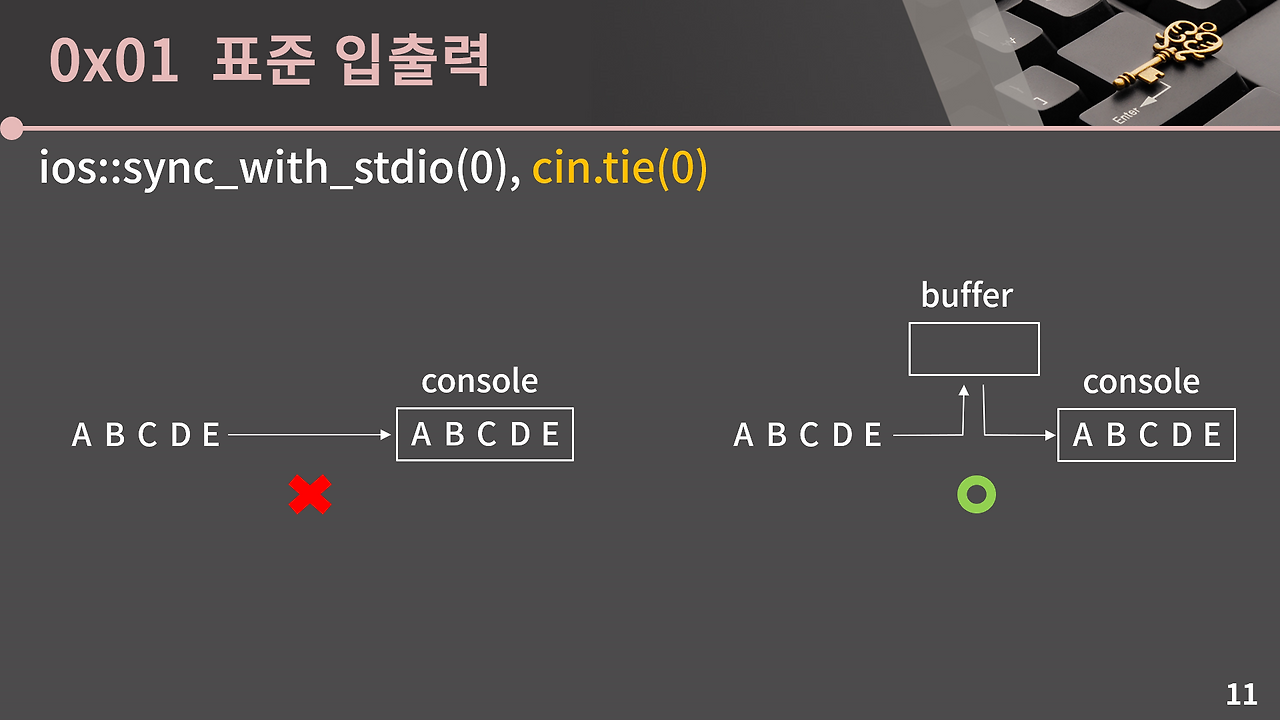 0x01 표준 입출력
Enter
ios::sync_with_stdio(0), cin.tie(0)
buffer
console
A B C D E
A B C D E
console
A B C D E
A B C D E
11